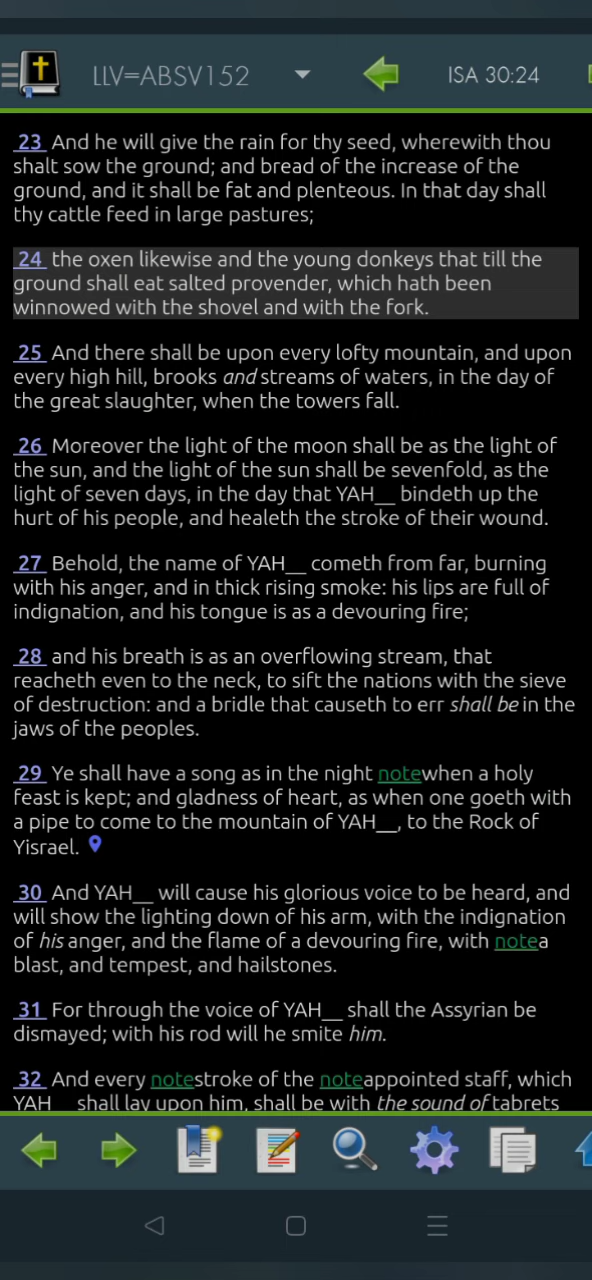 LLV=ABSV152
ISA 30:24
23 And he will give the rain for thy seed, wherewith thou
shalt sow the ground; and bread of the increase of the
ground, and it shall be fat and plenteous. In that day shall
thy cattle feed in large pastures;
24 the oxen likewise and the young donkeys that till the
ground shall eat salted provender, which hath been
winnowed with the shovel and with the fork.
25 And there shall be upon every lofty mountain, and upon
every high hill, brooks and streams of waters, in the day of
the great slaughter, when the towers fall.
26 Moreover the light of the moon shall be as the light of
the sun, and the light of the sun shall be sevenfold, as the
light of seven days, in the day that YAH__ bindeth up the
hurt of his people, and healeth the stroke of their wound.
27 Behold, the name of YAH__ cometh from far, burning
with his anger, and in thick rising smoke: his lips are full of
indignation, and his tongue is as a devouring fire;
28 and his breath is as an overflowing stream, that
reacheth even to the neck, to sift the nations with the sieve
of destruction: and a bridle that causeth to err shall be in the
jaws of the peoples.
29 Ye shall have a song as in the night notewhen a holy
feast is kept; and gladness of heart, as when one goeth with
a pipe to come to the mountain of YAH__, to the Rock of
Yisrael.
30 And YAH__ will cause his glorious voice to be heard, and
will show the lighting down of his arm, with the indignation
of his anger, and the flame of a devouring fire, with notea
blast, and tempest, and hailstones.
31 For through the voice of YAH__ shall the Assyrian be
dismayed; with his rod will he smite him.
32 And every notestroke of the noteappointed staff, which
YAH__ shall lay upon him, shall be with the sound of tabrets